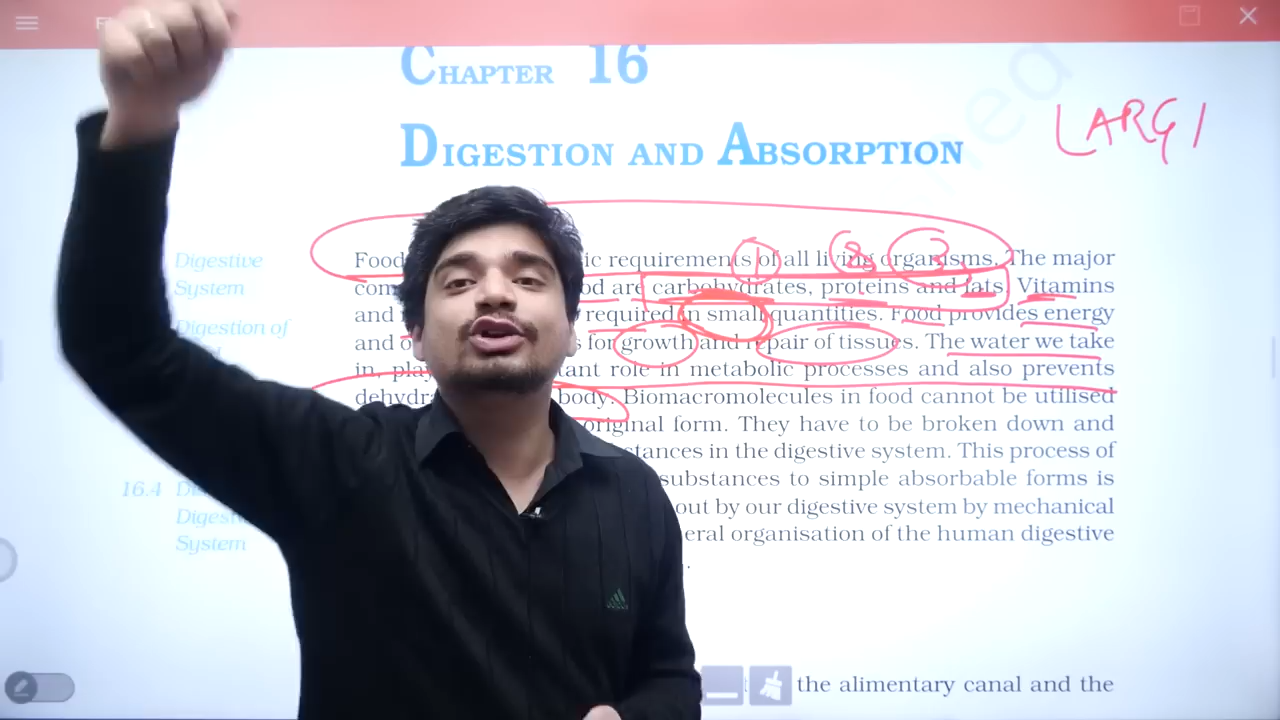 CHAPTER 16
DIGESTION AND ABSORPTION
LARG
1 2 3
Digestive
System
Digestion of
16.4
Digest
System
Food ic requirements of all living organisms. The major
com od are carbohydrates, proteins and fats. Vitamins
and required in small quantities. Food provides energy
and s for growth and repair of tissues. The water we take
in, play tant role in metabolic processes and also prevents
dehydra body. Biomacromolecules in food cannot be utilised
original form. They have to be broken down and
stances in the digestive system. This process of
substances to simple absorbable forms is
out by our digestive system by mechanical
eral organisation of the human digestive
the alimentary canal and the